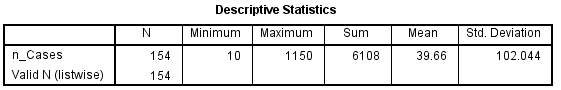 Descriptive Statistics
N Minimum Maximum Sum Mean Std. Deviation
n_Cases 154 10 1150 6108 39.66 102.044
Valid N (listwise) 154